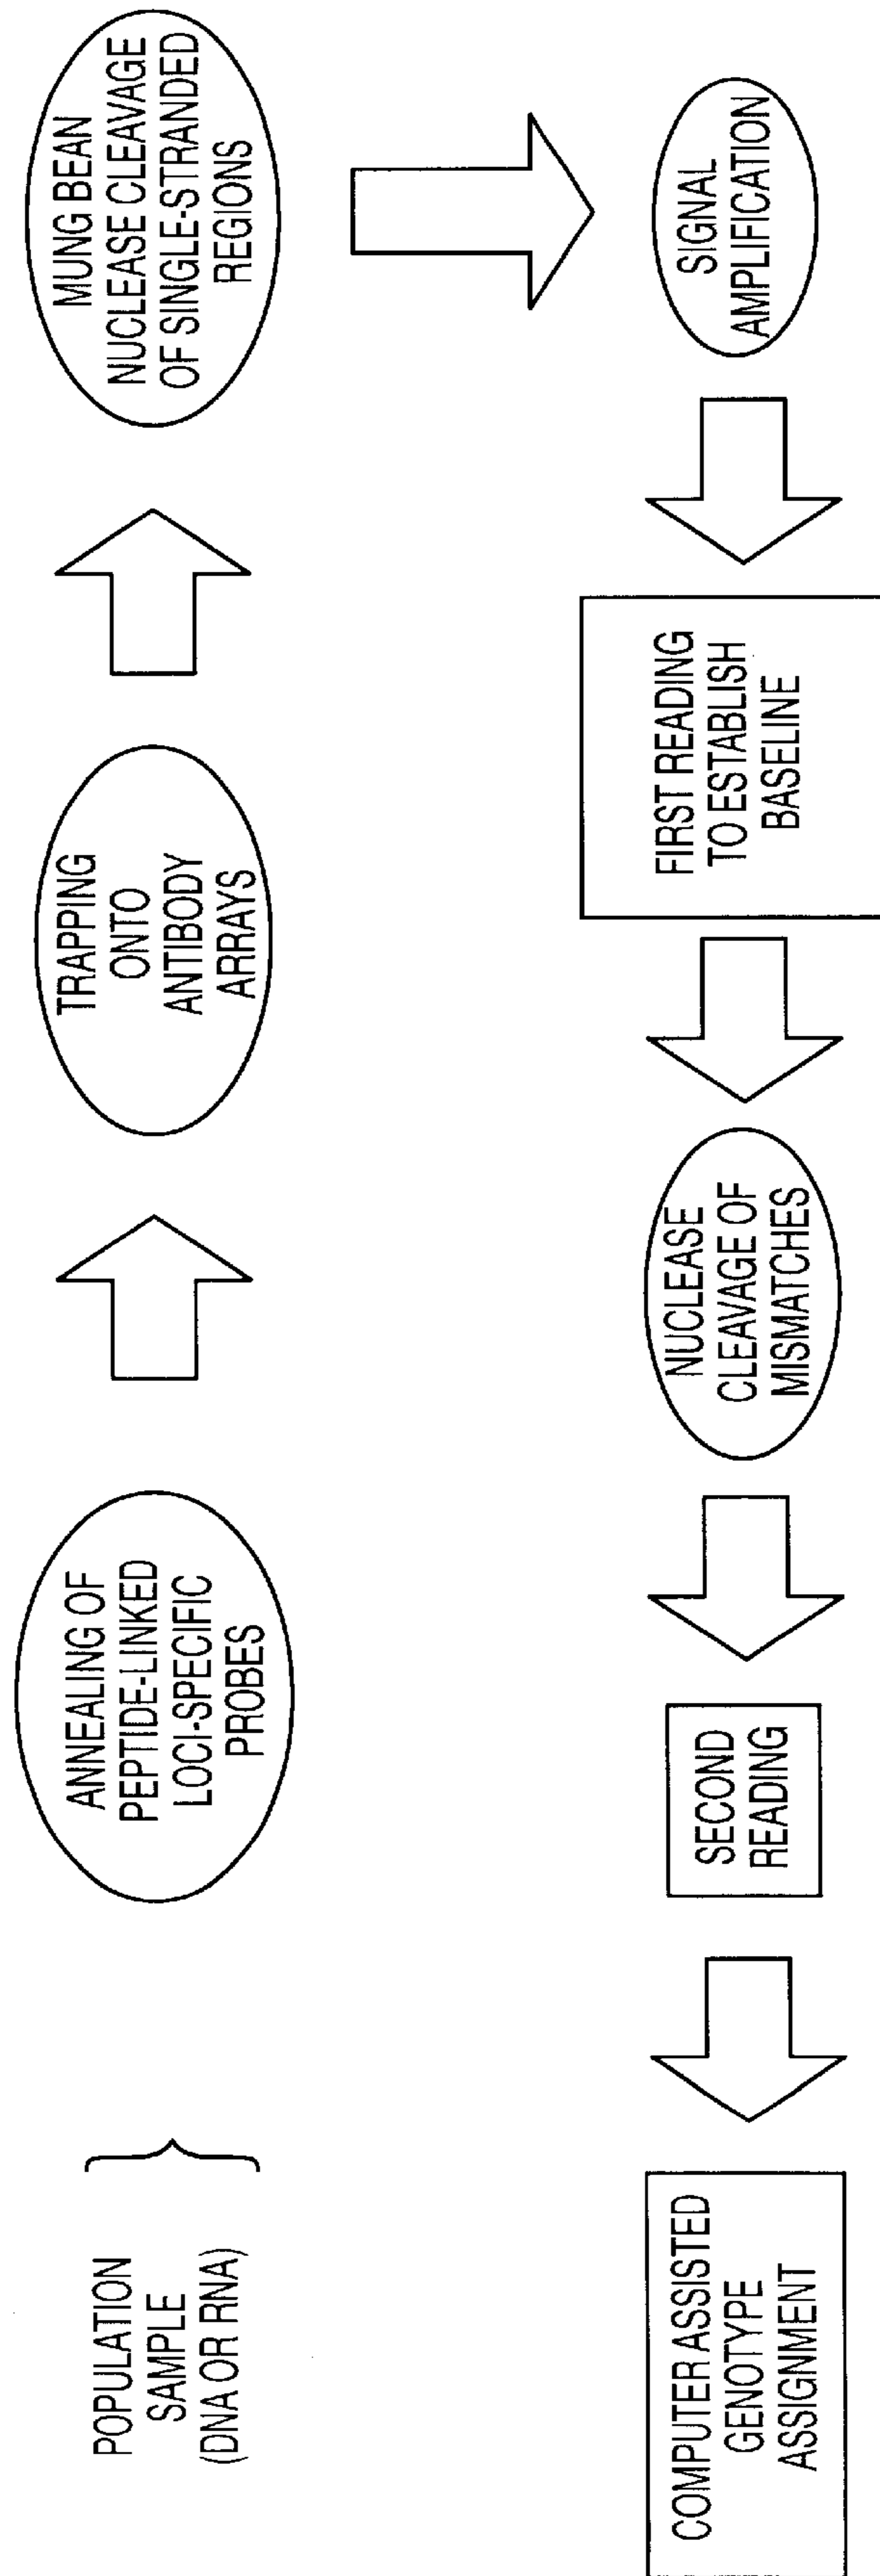 POPULATION
SAMPLE
(DNA OR RNA)
ANNEALING OF
PEPTIDE-LINKED
LOCI-SPECIFIC
PROBES
TRAPPING
ONTO
ANTIBODY
ARRAYS
MUNG BEAN
NUCLEASE CLEAVAGE
OF SINGLE-STRANDED
REGIONS
SIGNAL
AMPLIFICATION
FIRST READING
TO ESTABLISH
BASELINE
NUCLEASE
CLEAVAGE OF
MISMATCHES
SECOND
READING
COMPUTER ASSISTED
GENOTYPE
ASSIGNMENT